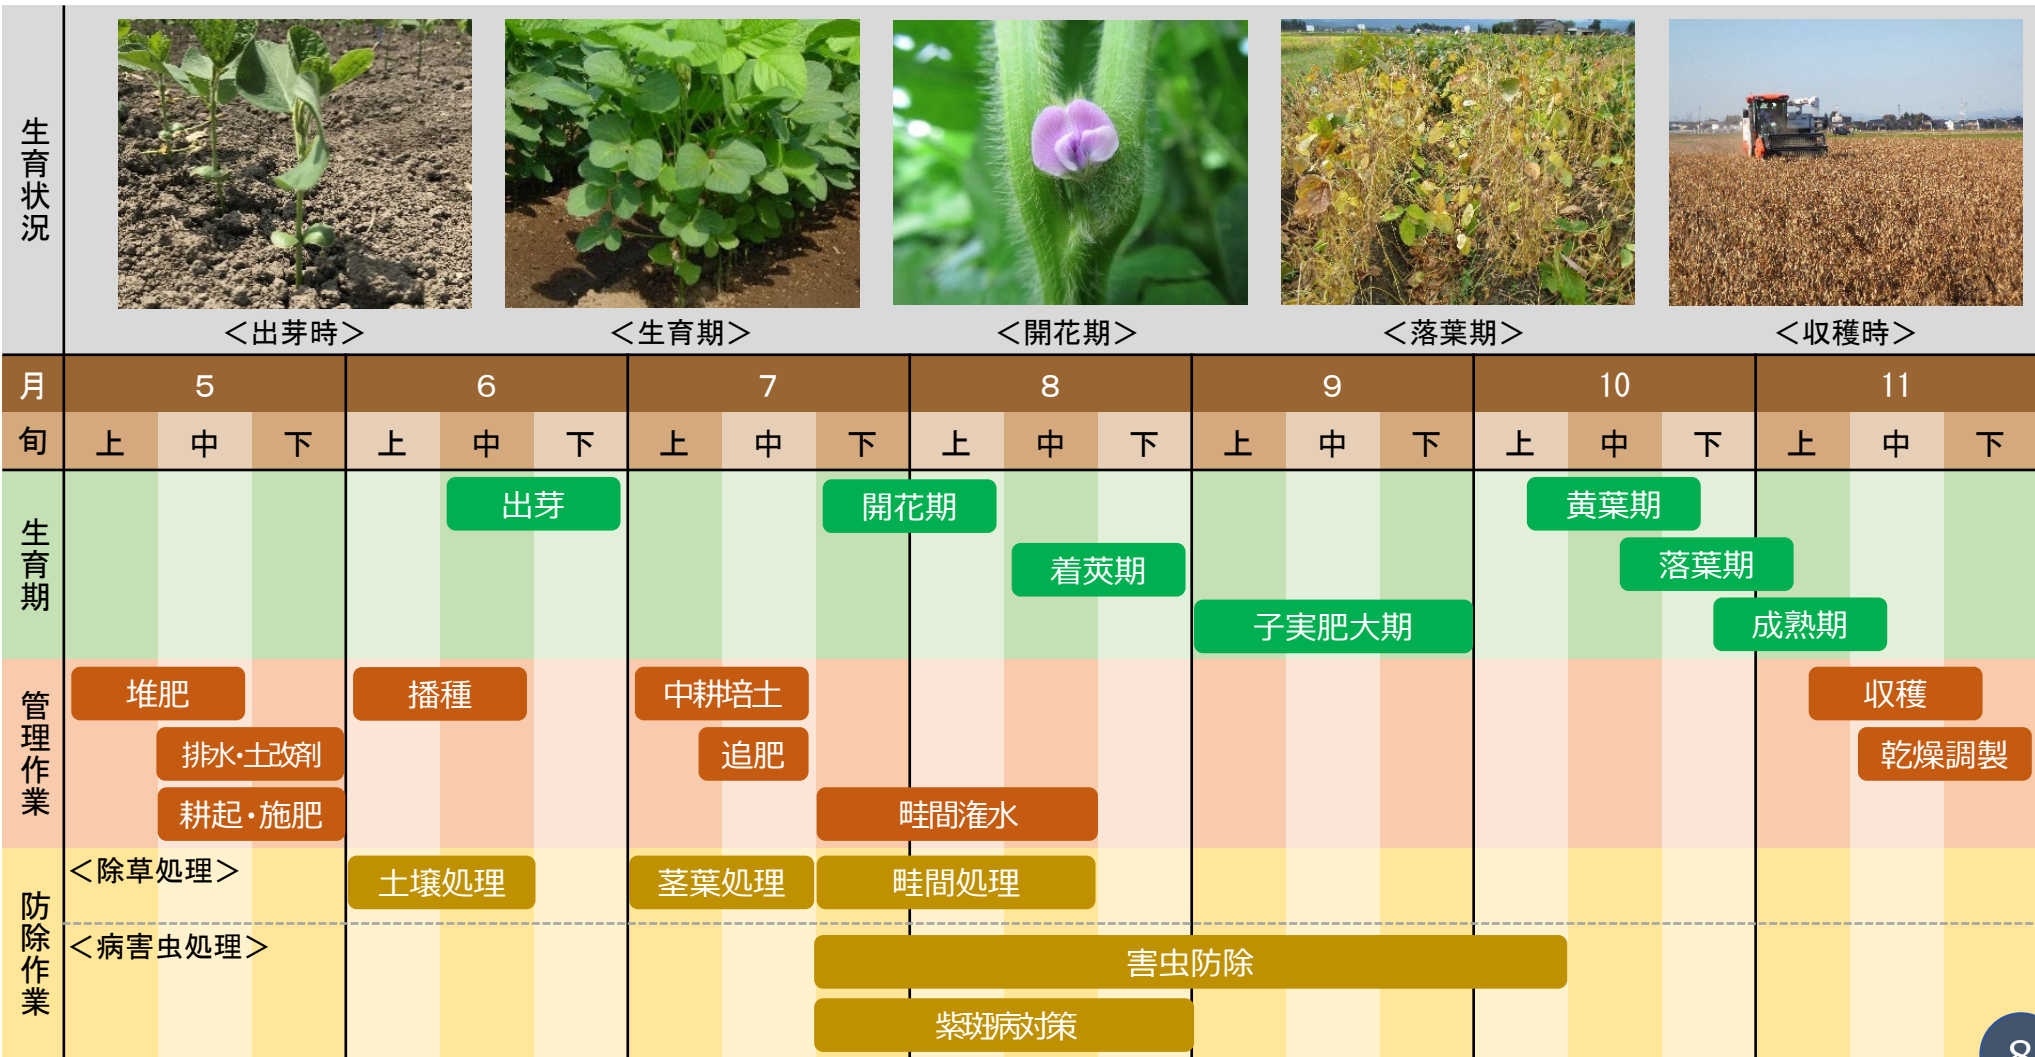 生育状況
＜出芽時＞ ＜生育期＞ ＜開花期＞ ＜落葉期＞ ＜収穫時＞
月 5 6 7 8 9 10 11
旬 上 中 下 上 中 下 上 中 下 上 中 下 上 中 下 上 中 下 上 中 下
生育期
出芽 開花期 黄葉期
着莢期 落葉期
子実肥大期 成熟期
管理作業
堆肥 播種 中耕培土 収穫
排水・土改剤 追肥 乾燥調製
耕起・施肥 畦間潅水
防除作業
＜除草処理＞ 土壌処理 茎葉処理 畦間処理
＜病害虫処理＞ 害虫防除
紫斑病対策
8